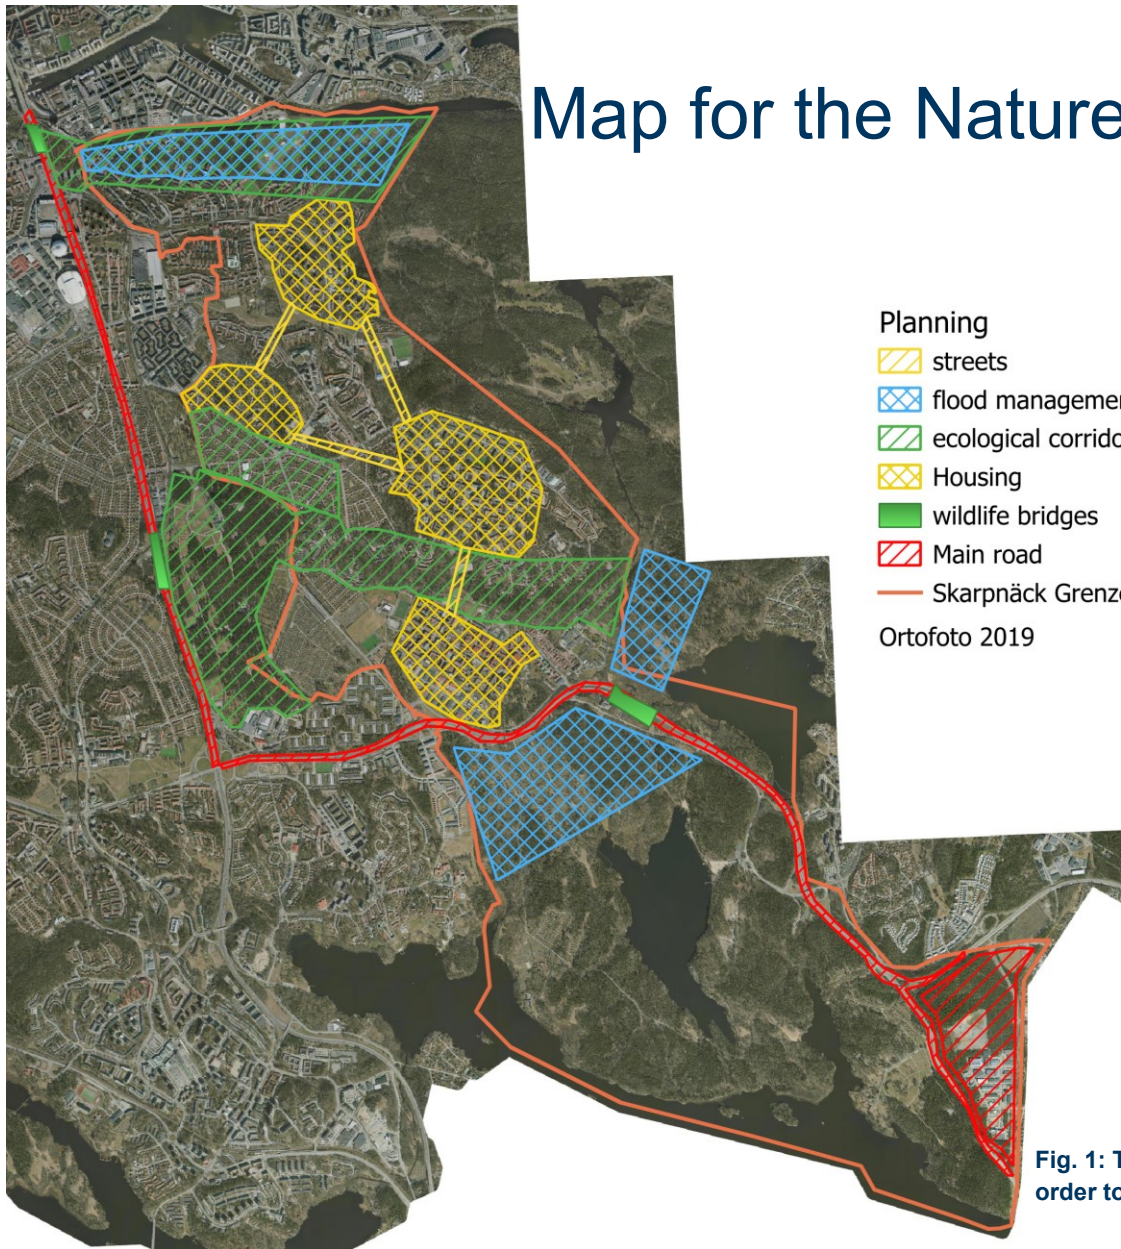 Map for the Nature
Planning
streets
flood managemen
ecological corrido
Housing
wildlife bridges
Main road
Skarpnäck Grenz
Ortofoto 2019
Fig. 1: T
order to